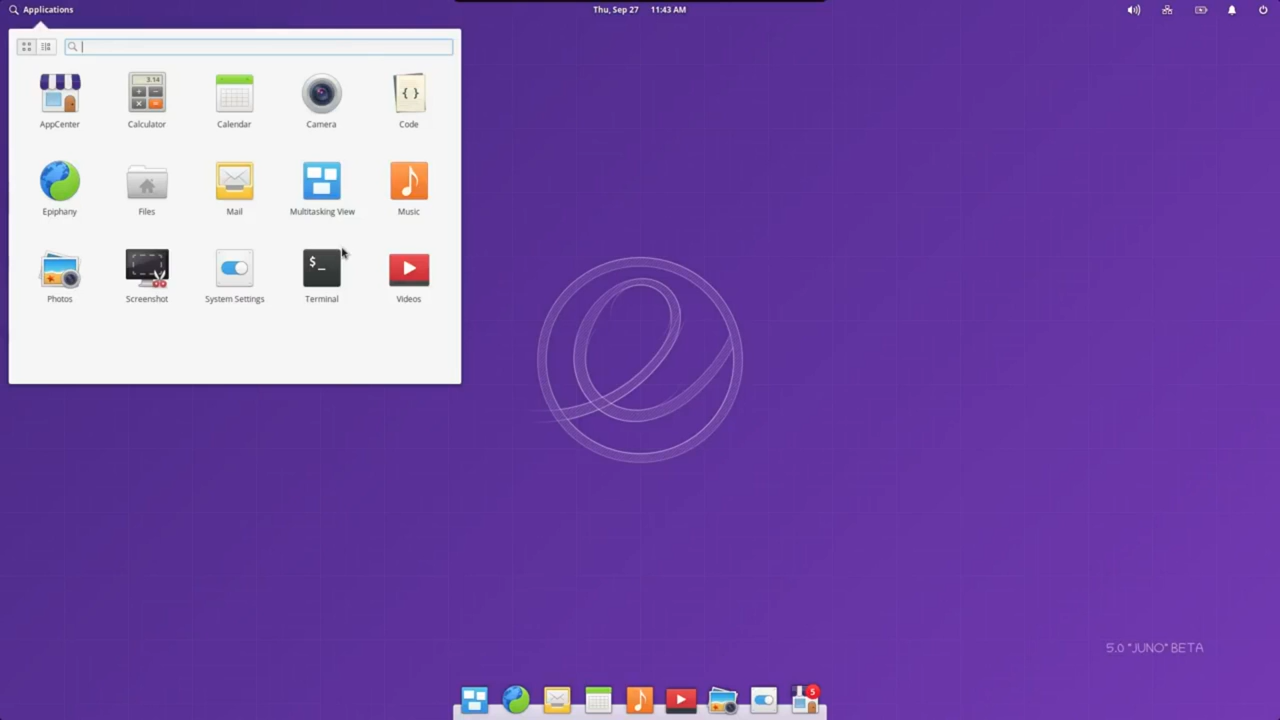 Applications
Thu, Sep 27 11:43 AM
AppCenter
3.14
Calculator
Calendar
Camera
{ }
Code
Epiphany
Files
Mail
Multitasking View
Music
Photos
Screenshot
System Settings
$_
Terminal
Videos
5.0 "JUNO" BETA
5